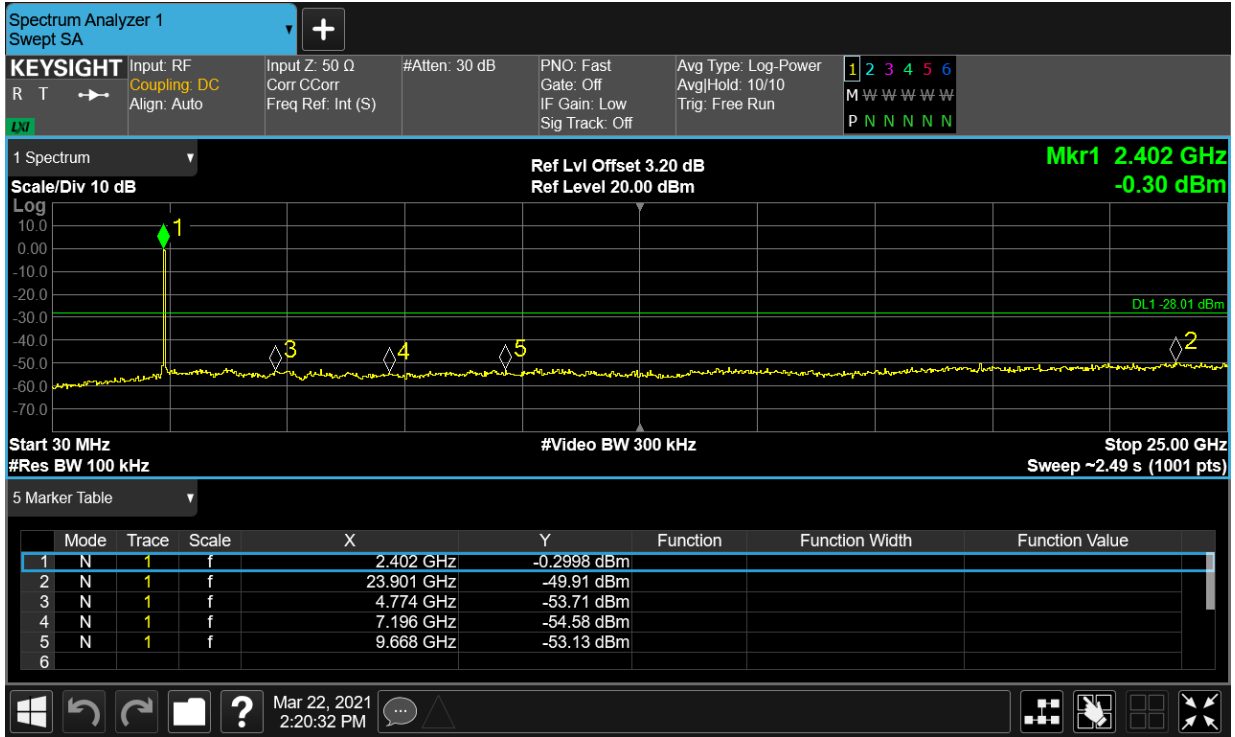 Spectrum Analyzer 1
Swept SA
KEYSIGHT
R T
LXI
Input: RF
Coupling: DC
Align: Auto
Input Z: 50 Ω
Corr CCorr
Freq Ref: Int (S)
#Atten: 30 dB
PNO: Fast
Gate: Off
IF Gain: Low
Sig Track: Off
Avg Type: Log-Power
Avg|Hold: 10/10
Trig: Free Run
1 2 3 4 5 6
M W W W W W W
P N N N N N N
1 Spectrum
Scale/Div 10 dB
Ref Lvl Offset 3.20 dB
Ref Level 20.00 dBm
Mkr1 2.402 GHz
-0.30 dBm
Log
10.0
0.00
-10.0
-20.0
-30.0
-40.0
-50.0
-60.0
-70.0
1
3
4
5
2
DL1 -28.01 dBm
Start 30 MHz
#Res BW 100 kHz
#Video BW 300 kHz
Stop 25.00 GHz
Sweep ~2.49 s (1001 pts)
5 Marker Table
Mode Trace Scale X Y Function Function Width Function Value
1 N 1 f 2.402 GHz -0.2998 dBm
2 N 1 f 23.901 GHz -49.91 dBm
3 N 1 f 4.774 GHz -53.71 dBm
4 N 1 f 7.196 GHz -54.58 dBm
5 N 1 f 9.668 GHz -53.13 dBm
6
?
Mar 22, 2021
2:20:32 PM